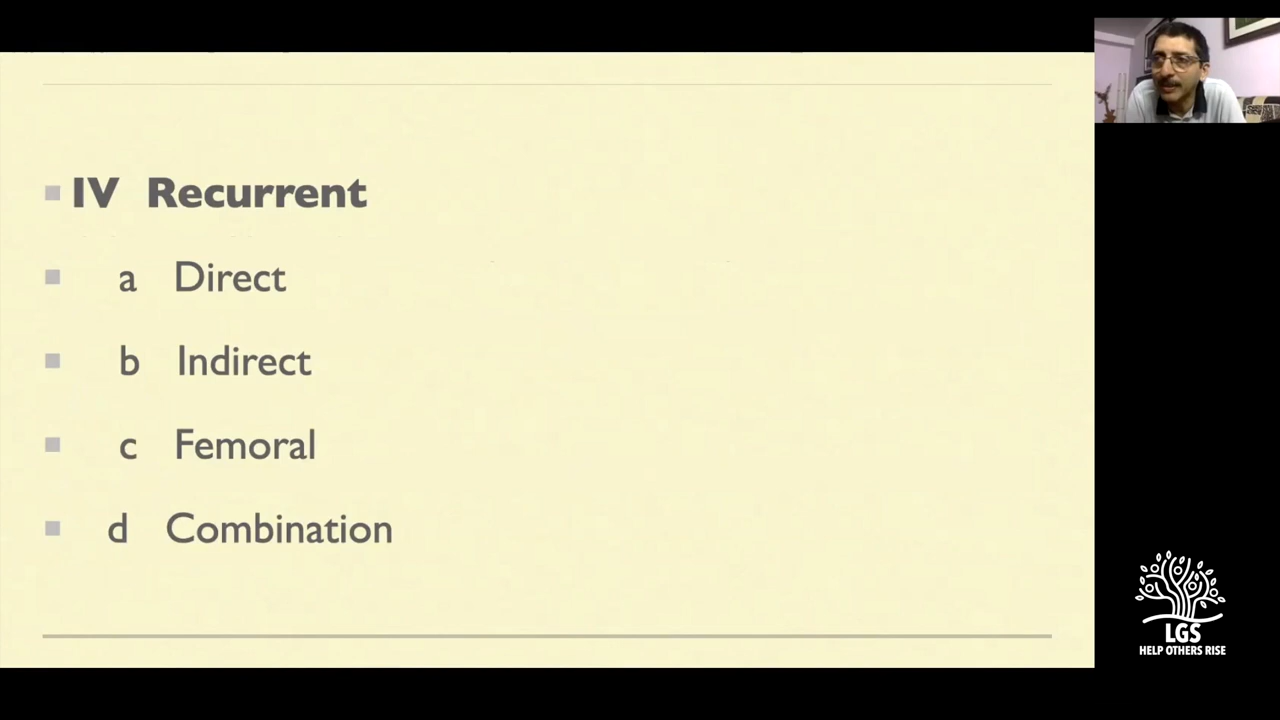 IV Recurrent
a Direct
b Indirect
c Femoral
d Combination
LGS
HELP OTHERS RISE